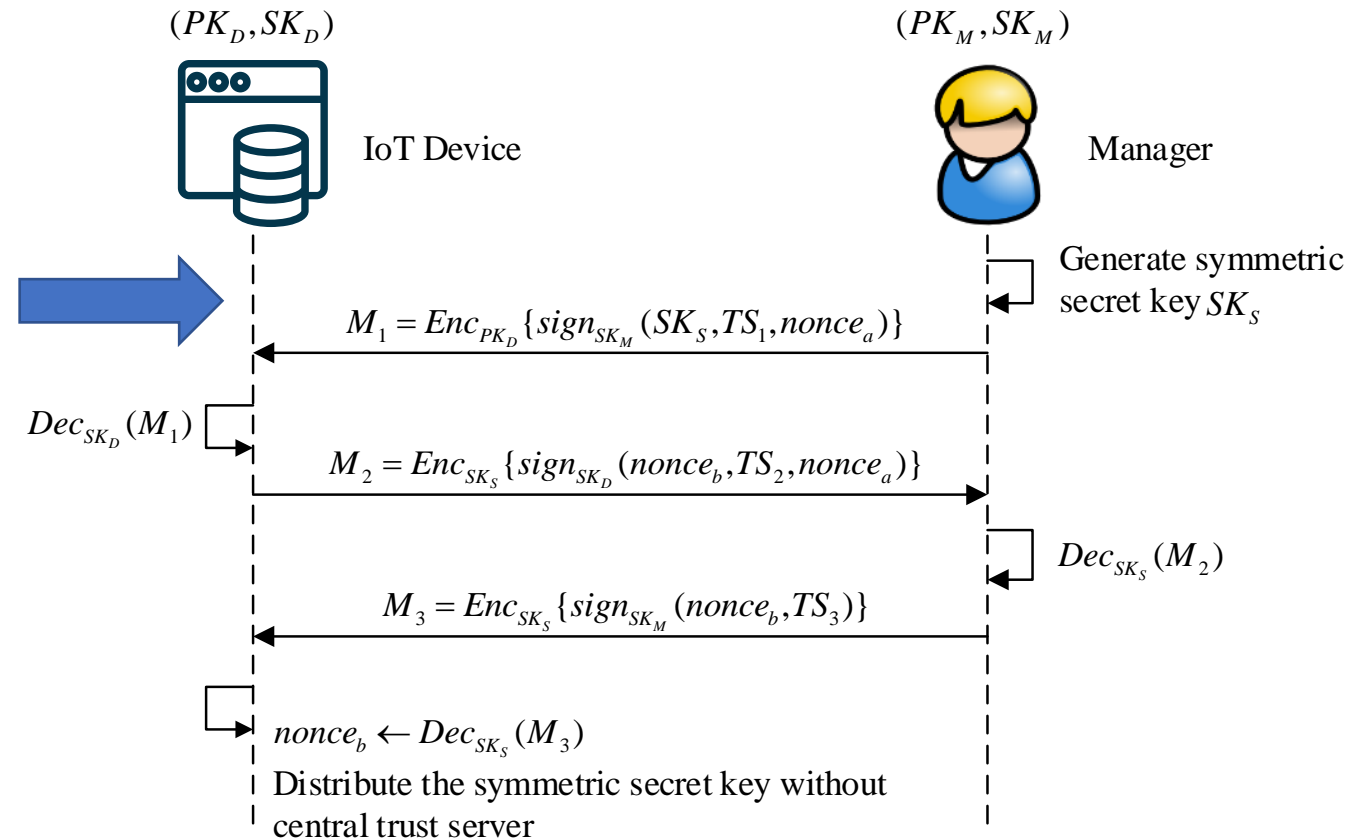 (PK_D, SK_D)
(PK_M, SK_M)
IoT Device
Manager
Generate symmetric
secret key SK_S
M_1 = Enc_{PK_D}{sign_{SK_M}(SK_S, TS_1, nonce_a)}
Dec_{SK_D}(M_1)
M_2 = Enc_{SK_S}{sign_{SK_D}(nonce_b, TS_2, nonce_a)}
Dec_{SK_S}(M_2)
M_3 = Enc_{SK_S}{sign_{SK_M}(nonce_b, TS_3)}
nonce_b ← Dec_{SK_S}(M_3)
Distribute the symmetric secret key without
central trust server